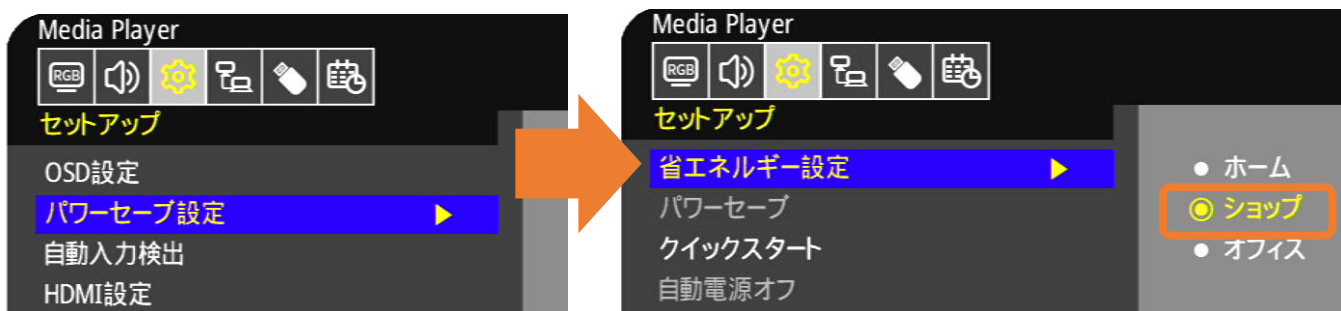 Media Player
RGB
セットアップ
OSD設定
パワーセーブ設定
自動入力検出
HDMI設定
Media Player
RGB
セットアップ
省エネルギー設定
パワーセーブ
クイックスタート
自動電源オフ
ホーム
ショップ
オフィス